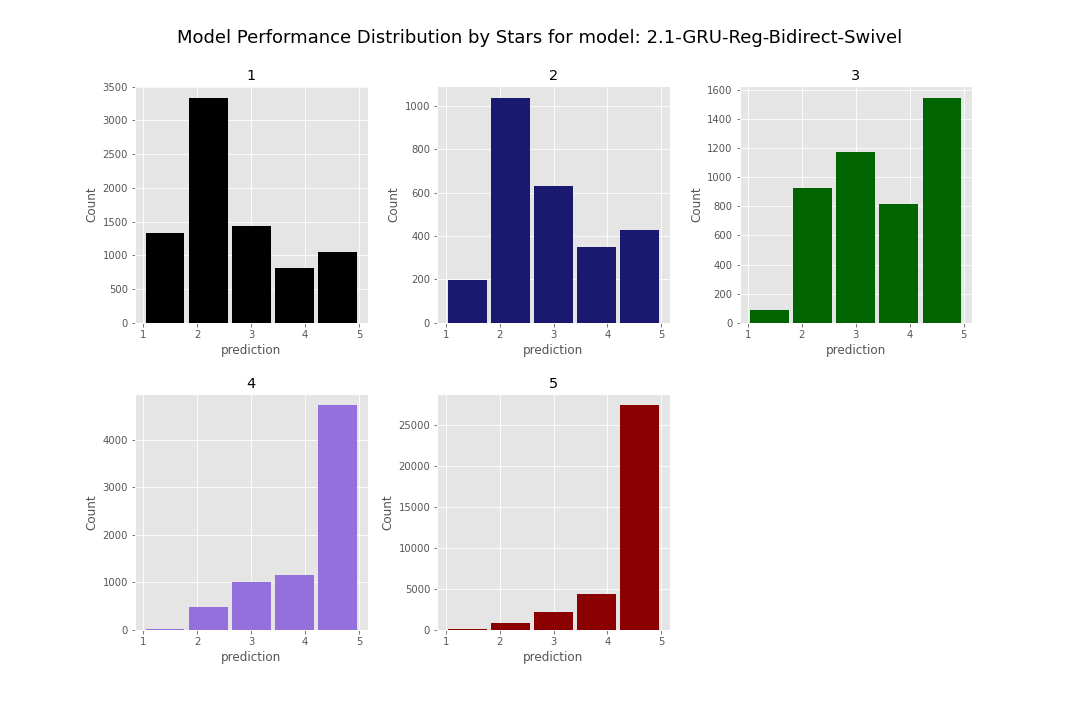 Model Performance Distribution by Stars for model: 2.1-GRU-Reg-Bidirect-Swivel
1
3500
3000
2500
2000
1500
1000
500
0
Count
1 2 3 4 5
prediction
2
1000
800
600
400
200
0
Count
1 2 3 4 5
prediction
3
1600
1400
1200
1000
800
600
400
200
0
Count
1 2 3 4 5
prediction
4
4000
3000
2000
1000
0
Count
1 2 3 4 5
prediction
5
25000
20000
15000
10000
5000
0
Count
1 2 3 4 5
prediction